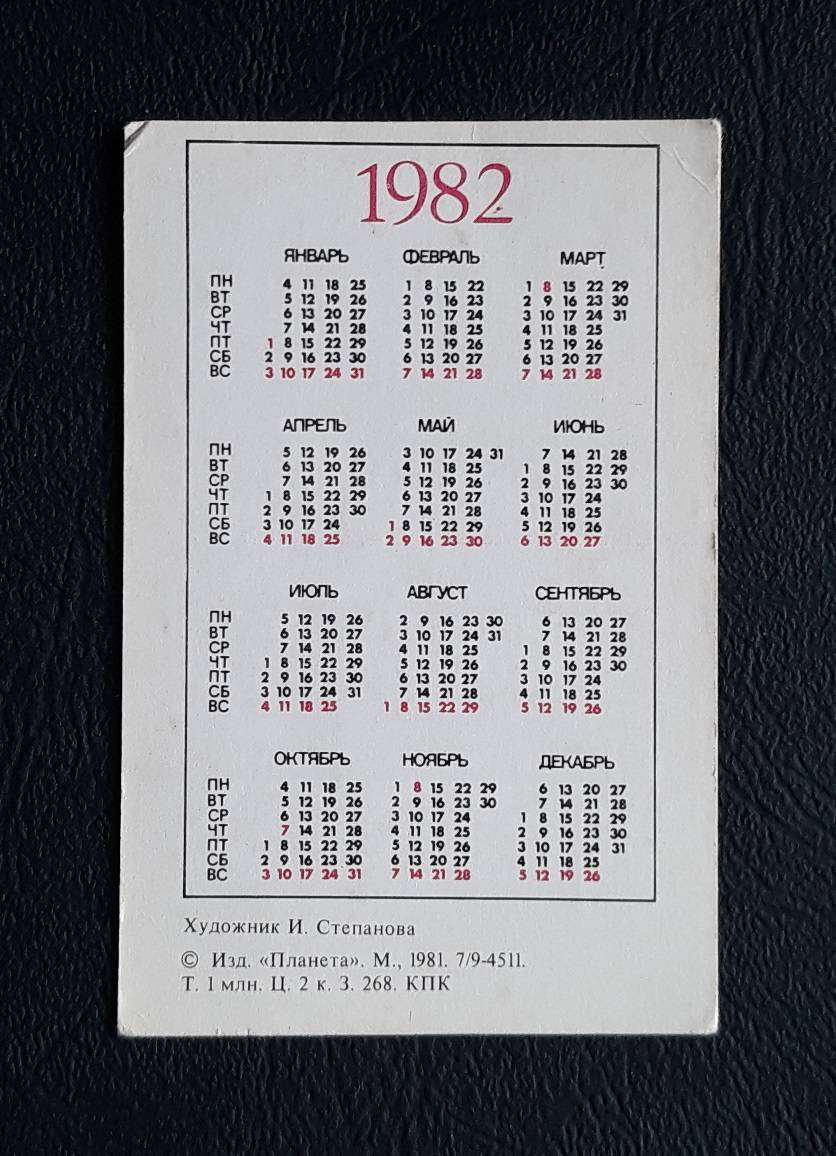 1982
ЯНВАРЬ ФЕВРАЛЬ МАРТ
ПН 4 11 18 25 1 8 15 22 1 8 15 22 29
ВТ 5 12 19 26 2 9 16 23 2 9 16 23 30
СР 6 13 20 27 3 10 17 24 3 10 17 24 31
ЧТ 7 14 21 28 4 11 18 25 4 11 18 25
ПТ 1 8 15 22 29 5 12 19 26 5 12 19 26
СБ 2 9 16 23 30 6 13 20 27 6 13 20 27
ВС 3 10 17 24 31 7 14 21 28 7 14 21 28
АПРЕЛЬ МАЙ ИЮНЬ
ПН 5 12 19 26 3 10 17 24 31 7 14 21 28
ВТ 6 13 20 27 4 11 18 25 1 8 15 22 29
СР 7 14 21 28 5 12 19 26 2 9 16 23 30
ЧТ 1 8 15 22 29 6 13 20 27 3 10 17 24
ПТ 2 9 16 23 30 7 14 21 28 4 11 18 25
СБ 3 10 17 24 1 8 15 22 29 5 12 19 26
ВС 4 11 18 25 2 9 16 23 30 6 13 20 27
ИЮЛЬ АВГУСТ СЕНТЯБРЬ
ПН 5 12 19 26 2 9 16 23 30 6 13 20 27
ВТ 6 13 20 27 3 10 17 24 31 7 14 21 28
СР 7 14 21 28 4 11 18 25 1 8 15 22 29
ЧТ 1 8 15 22 29 5 12 19 26 2 9 16 23 30
ПТ 2 9 16 23 30 6 13 20 27 3 10 17 24
СБ 3 10 17 24 31 7 14 21 28 4 11 18 25
ВС 4 11 18 25 1 8 15 22 29 5 12 19 26
ОКТЯБРЬ НОЯБРЬ ДЕКАБРЬ
ПН 4 11 18 25 1 8 15 22 29 6 13 20 27
ВТ 5 12 19 26 2 9 16 23 30 7 14 21 28
СР 6 13 20 27 3 10 17 24 1 8 15 22 29
ЧТ 7 14 21 28 4 11 18 25 2 9 16 23 30
ПТ 1 8 15 22 29 5 12 19 26 3 10 17 24 31
СБ 2 9 16 23 30 6 13 20 27 4 11 18 25
ВС 3 10 17 24 31 7 14 21 28 5 12 19 26
Художник И. Степанова
© Изд. «Планета». М., 1981. 7/9-4511.
Т. 1 млн. Ц. 2 к. З. 268. КПК